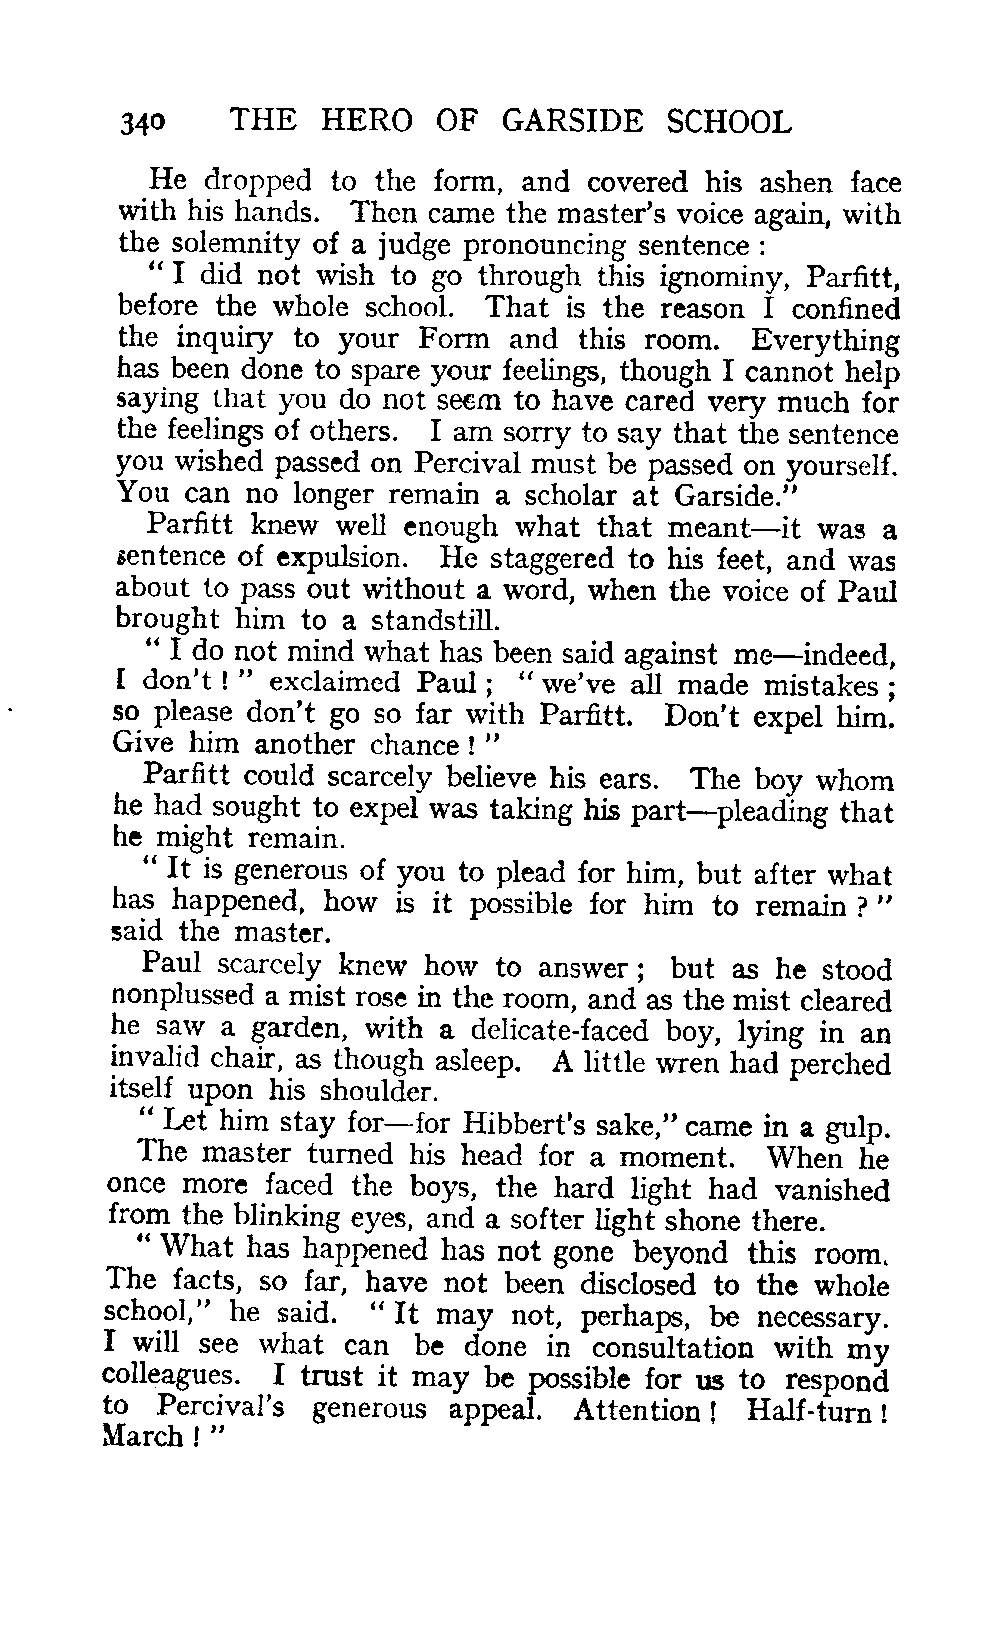 340 THE HERO OF GARSIDE SCHOOL
He dropped to the form, and covered his ashen face
with his hands. Then came the master's voice again, with
the solemnity of a judge pronouncing sentence :
" I did not wish to go through this ignominy, Parfitt,
before the whole school. That is the reason I confined
the inquiry to your Form and this room. Everything
has been done to spare your feelings, though I cannot help
saying that you do not seem to have cared very much for
the feelings of others. I am sorry to say that the sentence
you wished passed on Percival must be passed on yourself.
You can no longer remain a scholar at Garside."
Parfitt knew well enough what that meant—it was a
sentence of expulsion. He staggered to his feet, and was
about to pass out without a word, when the voice of Paul
brought him to a standstill.
" I do not mind what has been said against me—indeed,
I don't ! " exclaimed Paul ; " we've all made mistakes ;
so please don't go so far with Parfitt. Don't expel him.
Give him another chance ! "
Parfitt could scarcely believe his ears. The boy whom
he had sought to expel was taking his part—pleading that
he might remain.
" It is generous of you to plead for him, but after what
has happened, how is it possible for him to remain ? "
said the master.
Paul scarcely knew how to answer ; but as he stood
nonplussed a mist rose in the room, and as the mist cleared
he saw a garden, with a delicate-faced boy, lying in an
invalid chair, as though asleep. A little wren had perched
itself upon his shoulder.
" Let him stay for—for Hibbert's sake," came in a gulp.
The master turned his head for a moment. When he
once more faced the boys, the hard light had vanished
from the blinking eyes, and a softer light shone there.
" What has happened has not gone beyond this room.
The facts, so far, have not been disclosed to the whole
school," he said. " It may not, perhaps, be necessary.
I will see what can be done in consultation with my
colleagues. I trust it may be possible for us to respond
to Percival's generous appeal. Attention ! Half-turn !
March ! "